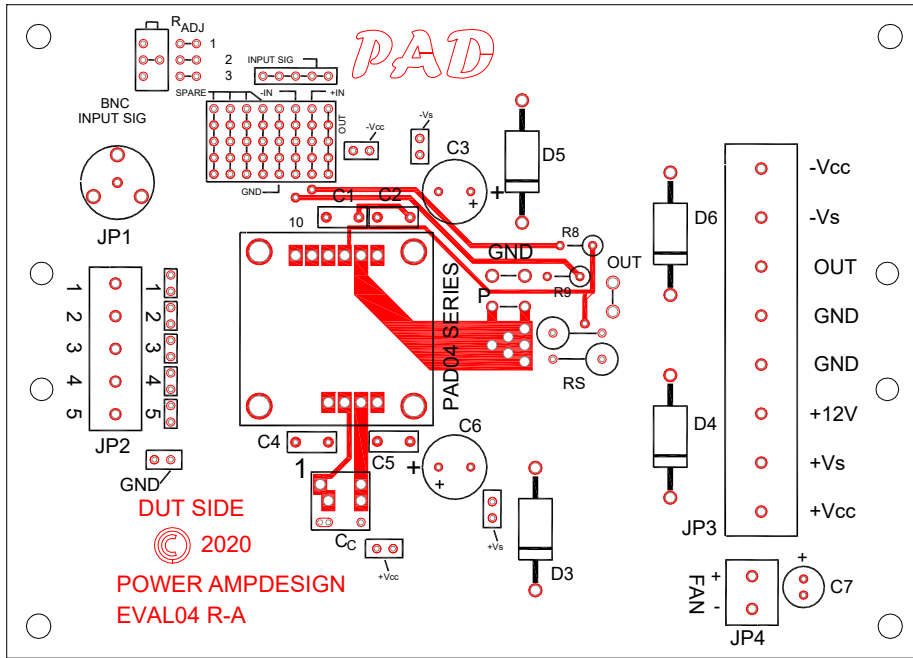 PAD
R ADJ
1
2
3
INPUT SIG
BNC
INPUT SIG
SPARE
-IN
+IN
OUT
GND
-Vcc
-Vs
C3
+
+
D5
D6
JP1
10
C1
C2
GND
R8
R9
OUT
P
RS
PAD04 SERIES
1
2
3
4
5
1
2
3
4
5
JP2
GND
C4
C5
C6
+
+
1
CC
+Vcc
+Vs
D3
D4
-Vcc
-Vs
OUT
GND
GND
+12V
+Vs
+Vcc
JP3
FAN
+
-
JP4
+
C7
DUT SIDE
© 2020
POWER AMPDESIGN
EVAL04 R-A